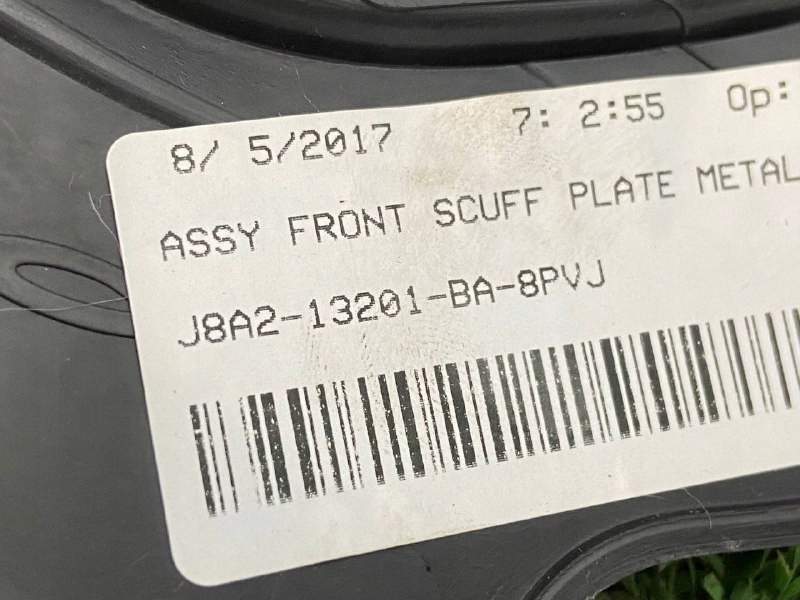 8/ 5/2017 7: 2:55 Op:
ASSY FRONT SCUFF PLATE METAL
J8A2-13201-BA-8PVJ